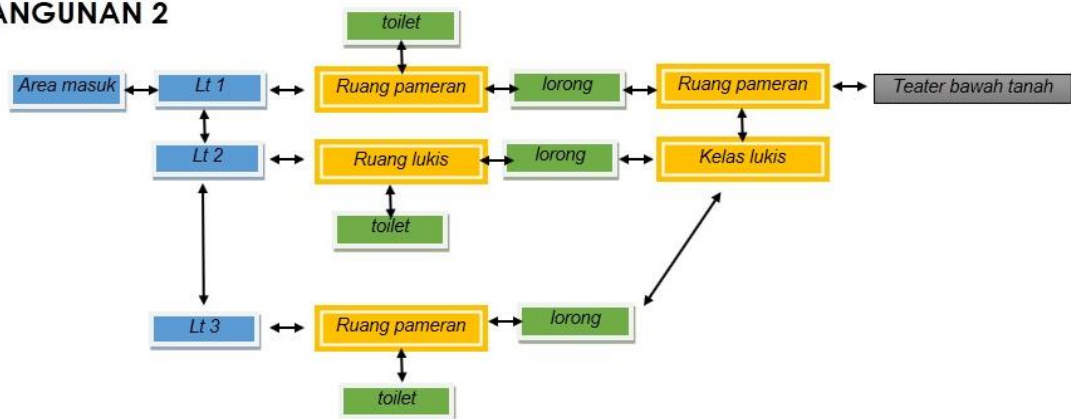 ANGUNAN 2
toilet
Area masuk
Lt 1
Ruang pameran
lorong
Ruang pameran
Teater bawah tanah
Lt 2
Ruang lukis
lorong
Kelas lukis
toilet
Lt 3
Ruang pameran
lorong
toilet